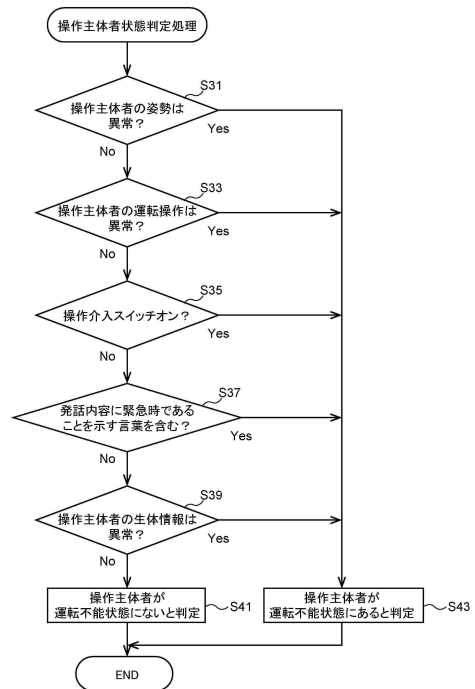 操作主体者状態判定処理
S31
操作主体者の姿勢は
異常？
Yes
No
S33
操作主体者の運転操作は
異常？
Yes
No
S35
操作介入スイッチオン？
Yes
No
S37
発話内容に緊急時である
ことを示す言葉を含む？
Yes
No
S39
操作主体者の生体情報は
異常？
Yes
No
操作主体者が
運転不能状態にないと判定
S41
操作主体者が
運転不能状態にあると判定
S43
END